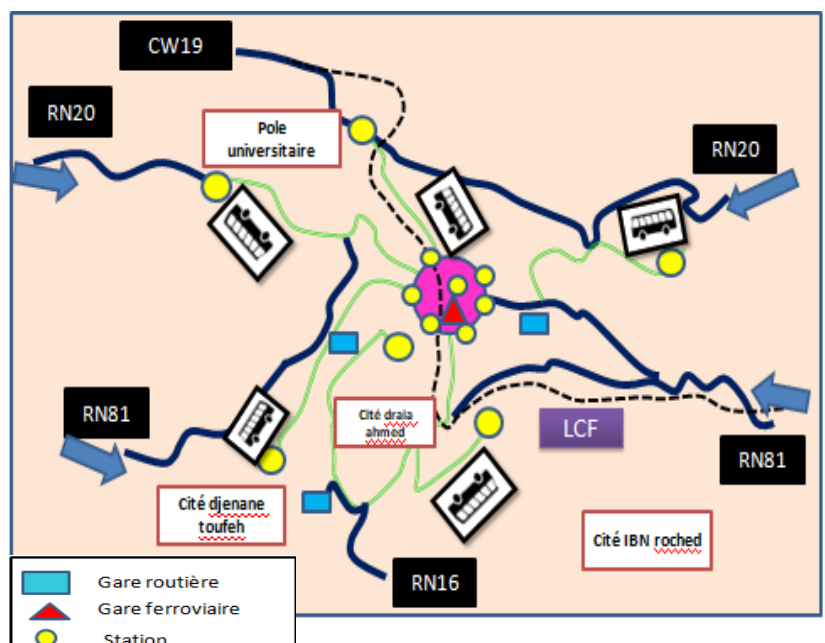 CW19
RN20
Pole
universitaire
RN20
RN81
Cité draia
ahmed
LCF
RN81
Cité djenane
toufeh
Cité IBN roched
RN16
Gare routière
Gare ferroviaire
Station